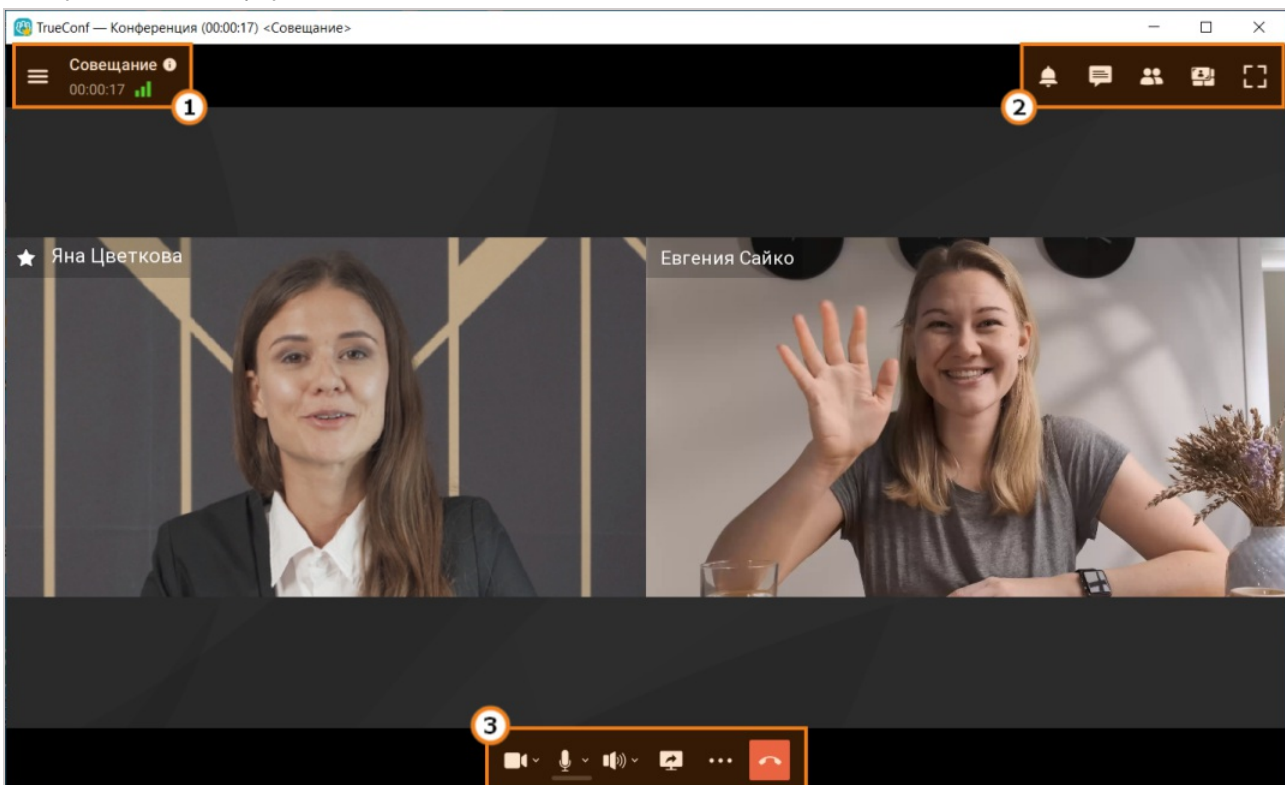 TrueConf — Конференция (00:00:17) <Совещание>
Совещание
00:00:17
1
2
Яна Цветкова
Евгения Сайко
3